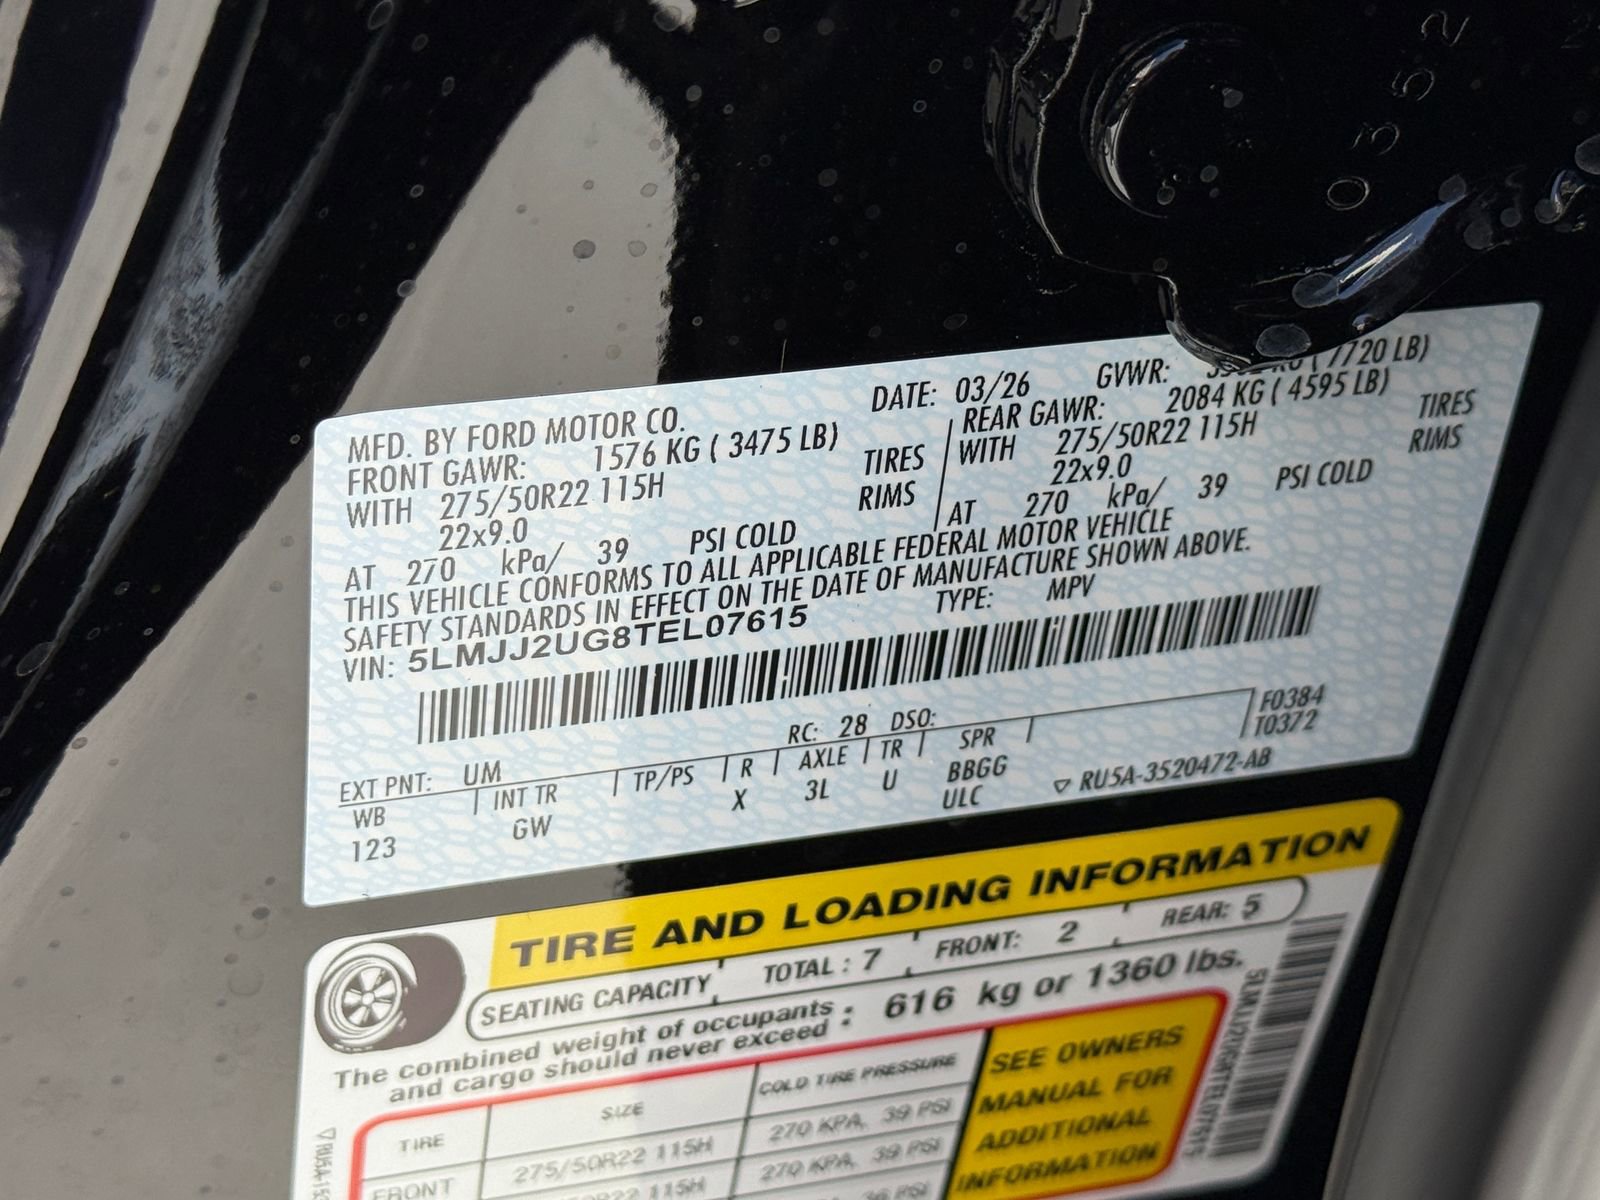 0352
MFD. BY FORD MOTOR CO. DATE: 03/26 GVWR: (7720 LB)
FRONT GAWR: 1576 KG ( 3475 LB) REAR GAWR: 2084 KG ( 4595 LB)
WITH 275/50R22 115H TIRES WITH 275/50R22 115H TIRES
22x9.0 RIMS 22x9.0 RIMS
AT 270 kPa/ 39 PSI COLD AT 270 kPa/ 39 PSI COLD
THIS VEHICLE CONFORMS TO ALL APPLICABLE FEDERAL MOTOR VEHICLE
SAFETY STANDARDS IN EFFECT ON THE DATE OF MANUFACTURE SHOWN ABOVE.
VIN: 5LMJJ2UG8TEL07615 TYPE: MPV
F0384
RC: 28 DSO: T0372
EXT PNT: UM
WB INT TR TP/PS R AXLE TR SPR
123 GW X 3L U BBGG ▽ RU5A-3520472-AB
ULC
TIRE AND LOADING INFORMATION
SEATING CAPACITY TOTAL : 7 FRONT: 2 REAR: 5
The combined weight of occupants
and cargo should never exceed : 616 kg or 1360 lbs.
TIRE SIZE COLD TIRE PRESSURE
FRONT 275/50R22 115H 270 KPA, 39 PSI
115H 270 KPA, 39 PSI
SEE OWNERS
MANUAL FOR
ADDITIONAL
INFORMATION
5LMJJ2UG8TEL07615